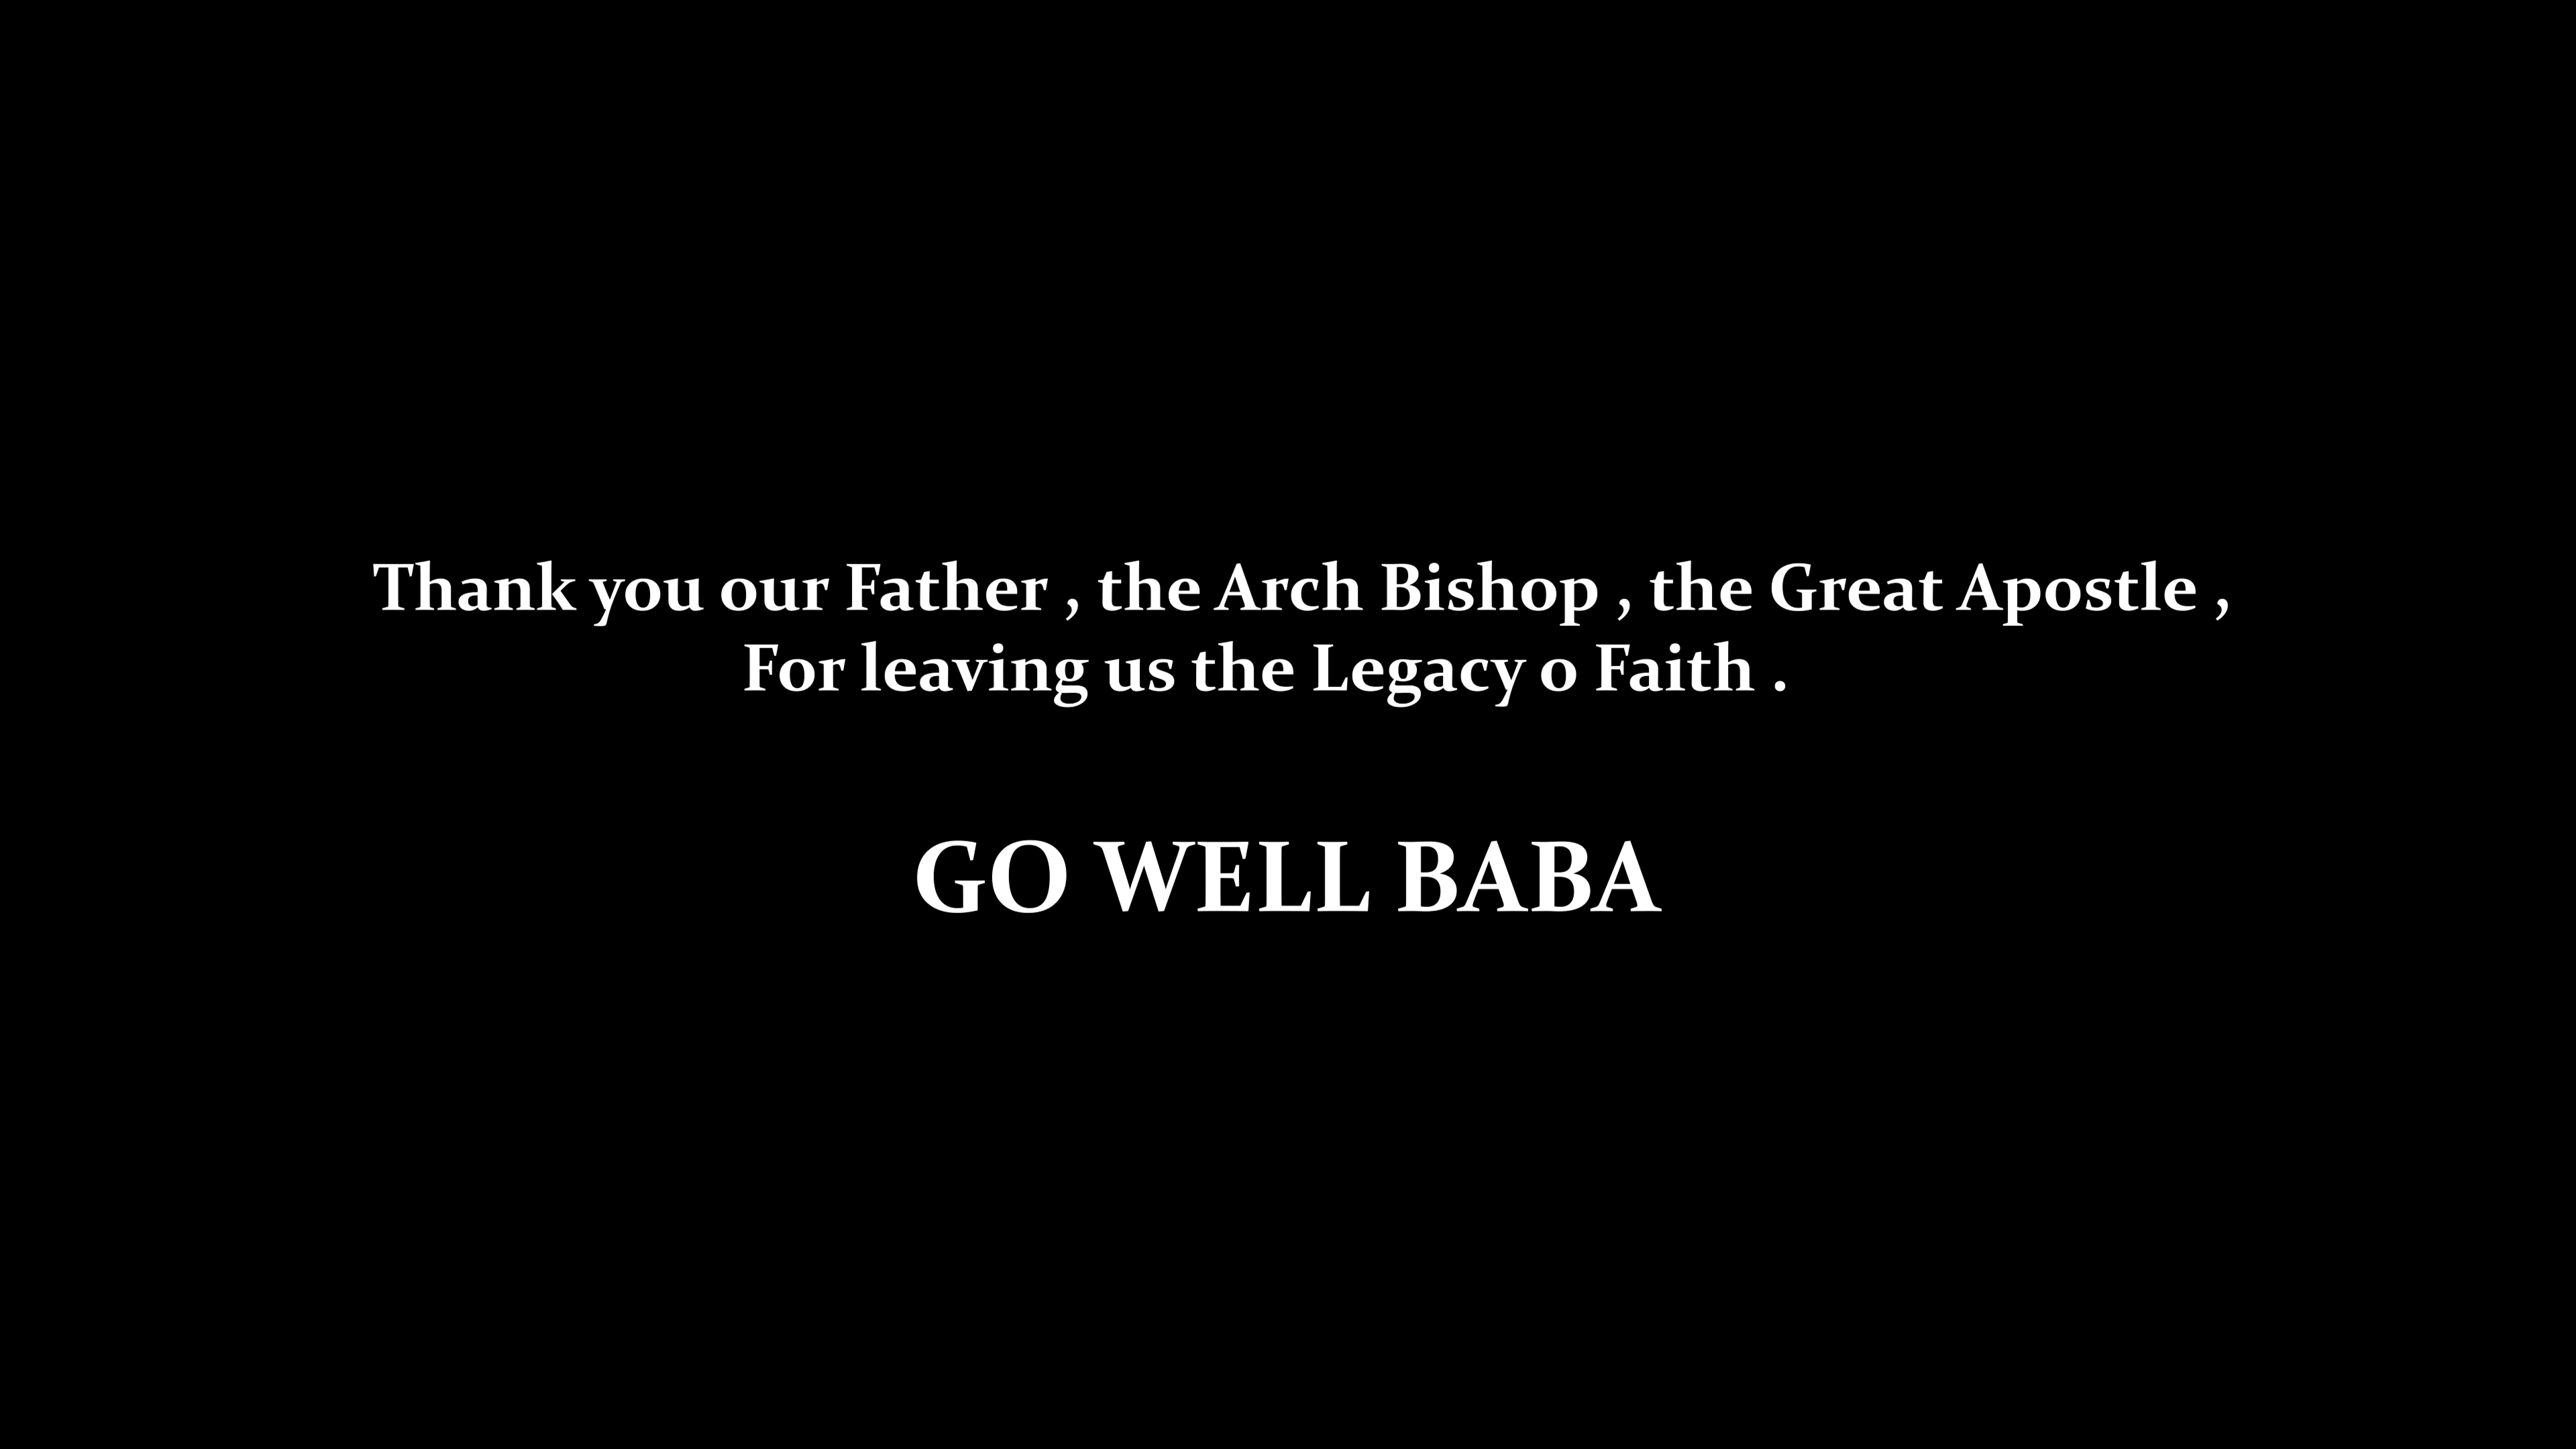 Thank you our Father , the Arch Bishop , the Great Apostle ,
For leaving us the Legacy o Faith .
GO WELL BABA